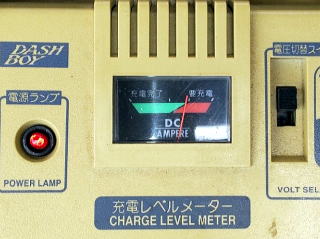 DASH
BOY
電源ランプ
POWER LAMP
充電完了 要充電
DC
AMPERE
充電レベルメーター
CHARGE LEVEL METER
電圧切替ス
VOLT SEL